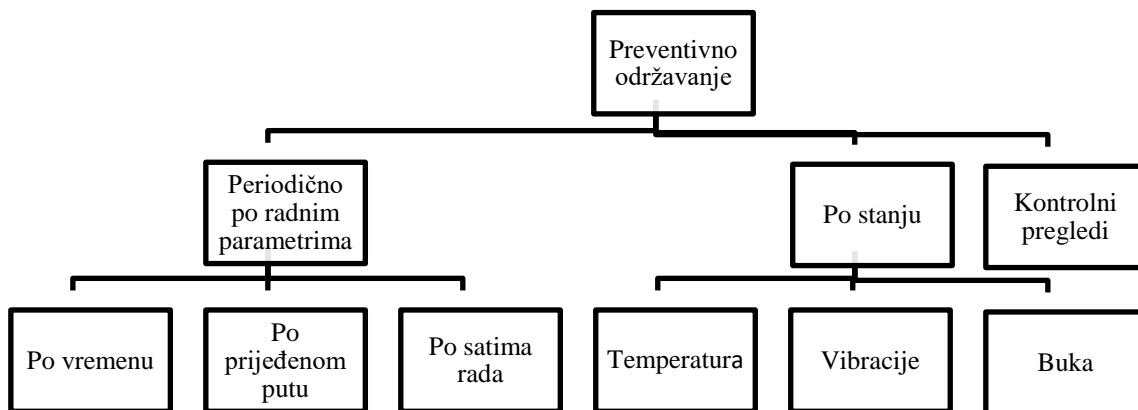 Preventivno
održavanje
Periodično
po radnim
parametrima
Po stanju
Kontrolni
pregledi
Po vremenu
Po
prijeđenom
putu
Po satima
rada
Temperatura
Vibracije
Buka